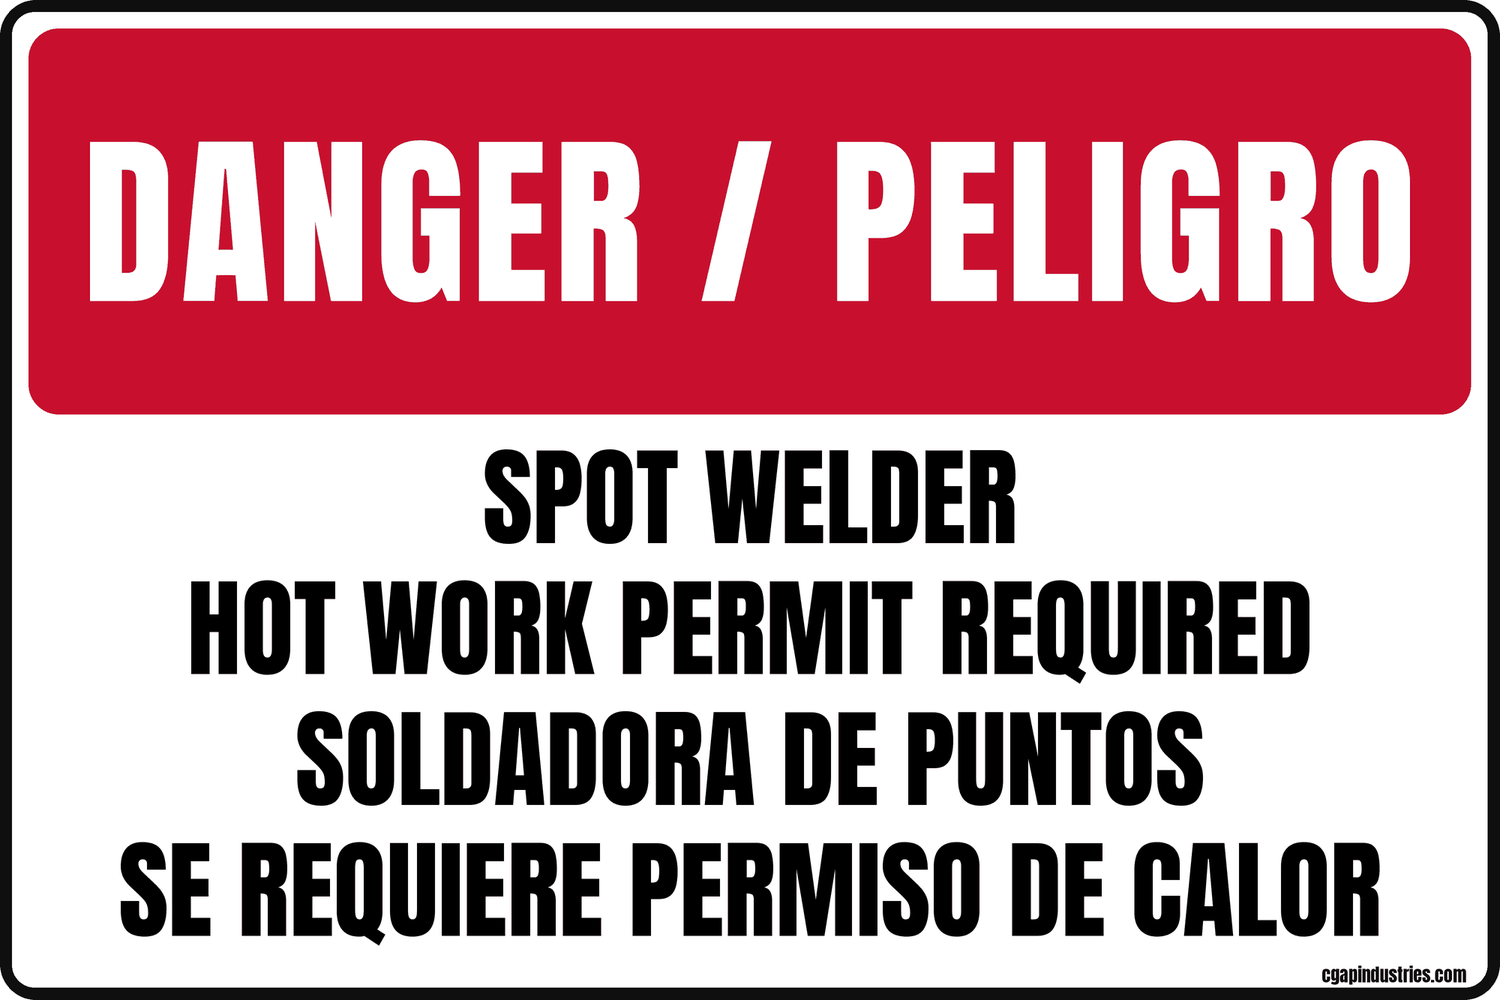 DANGER / PELIGRO
SPOT WELDER
HOT WORK PERMIT REQUIRED
SOLDADORA DE PUNTOS
SE REQUIERE PERMISO DE CALOR
cgapindustries.com